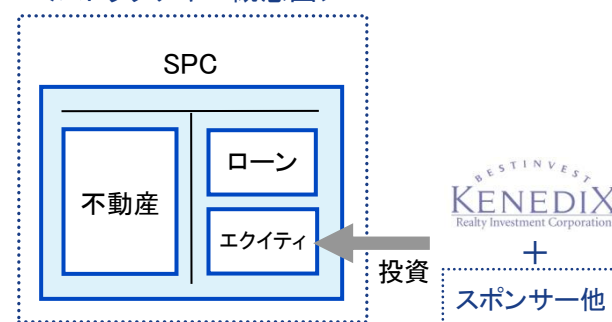 SPC
不動産
ローン
エクイティ
投資
BESTINVEST
KENEDIX
Realty Investment Corporation
+
スポンサー他